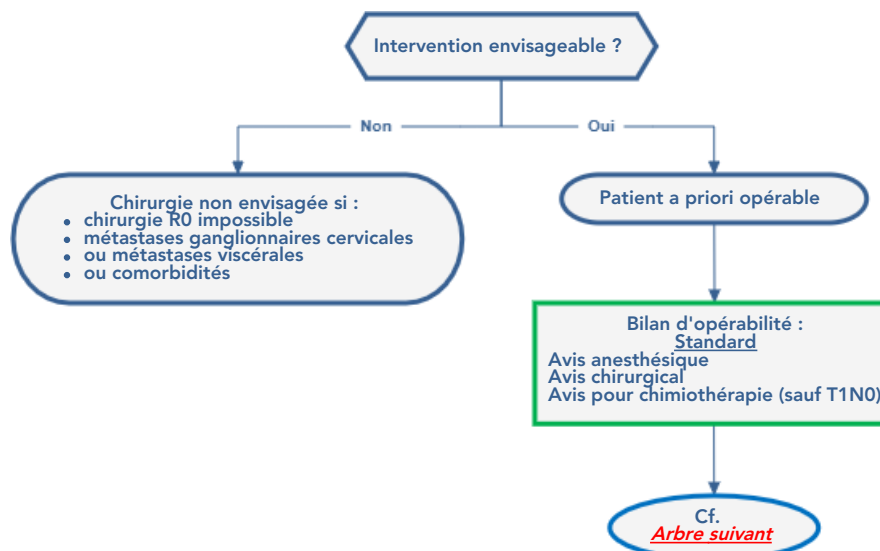 Intervention envisageable ?
Non
Oui
Chirurgie non envisagée si :
• chirurgie R0 impossible
• métastases ganglionnaires cervicales
• ou métastases viscérales
• ou comorbidités
Patient a priori opérable
Bilan d'opérabilité :
Standard
Avis anesthésique
Avis chirurgical
Avis pour chimiothérapie (sauf T1N0)
Cf.
Arbre suivant